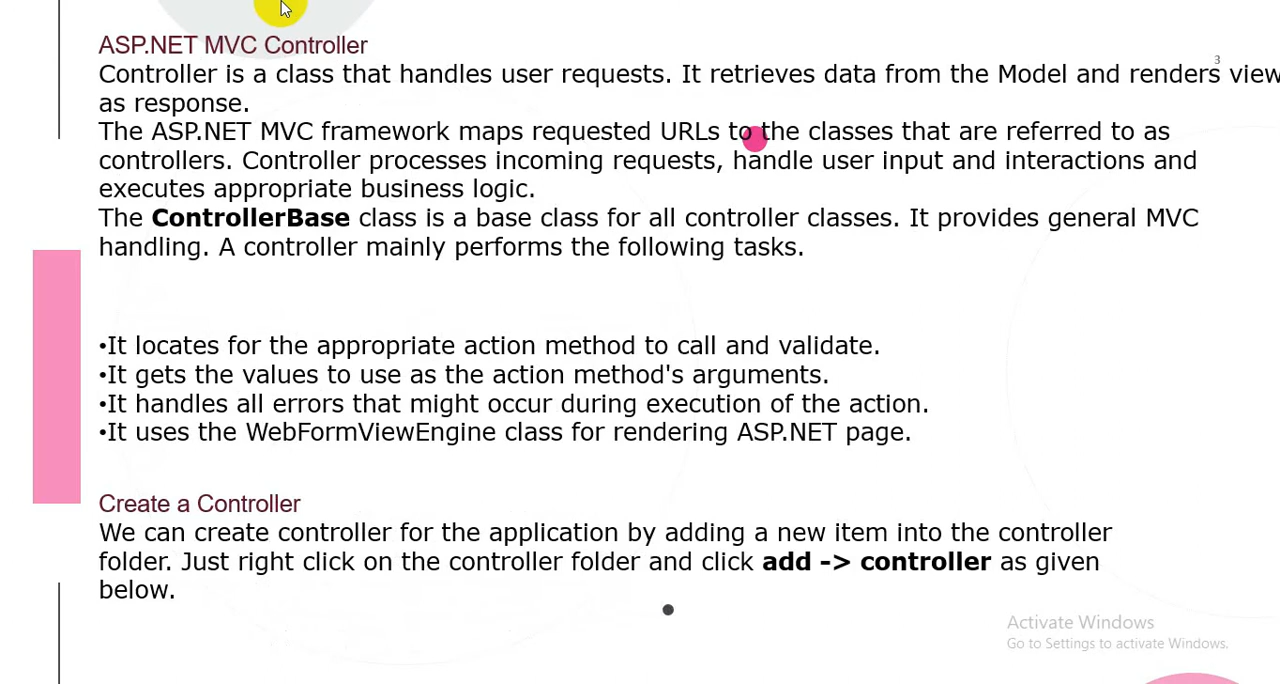 ASP.NET MVC Controller
3
Controller is a class that handles user requests. It retrieves data from the Model and renders view
as response.
The ASP.NET MVC framework maps requested URLs to the classes that are referred to as
controllers. Controller processes incoming requests, handle user input and interactions and
executes appropriate business logic.
The ControllerBase class is a base class for all controller classes. It provides general MVC
handling. A controller mainly performs the following tasks.
•It locates for the appropriate action method to call and validate.
•It gets the values to use as the action method's arguments.
•It handles all errors that might occur during execution of the action.
•It uses the WebFormViewEngine class for rendering ASP.NET page.
Create a Controller
We can create controller for the application by adding a new item into the controller
folder. Just right click on the controller folder and click add -> controller as given
below.
Activate Windows
Go to Settings to activate Windows.